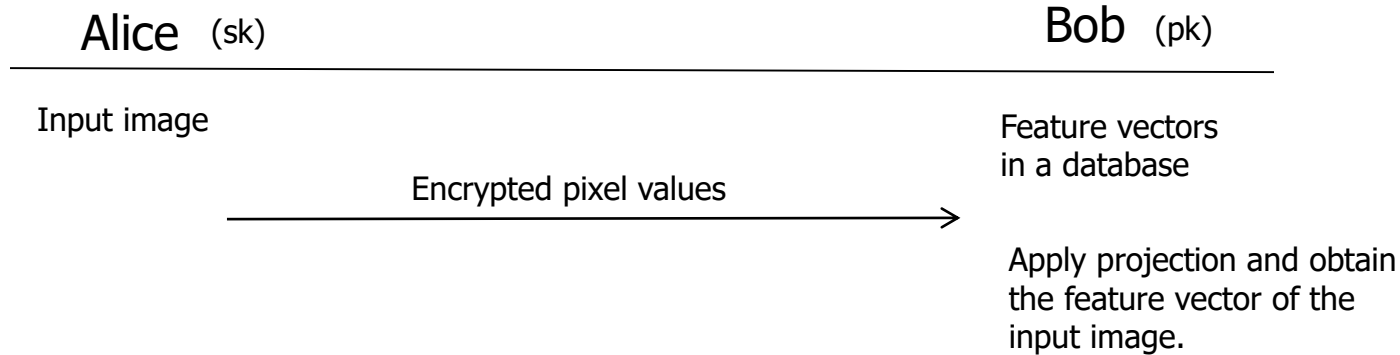 Alice (sk)
Bob (pk)
Input image
Feature vectors
in a database
Encrypted pixel values
Apply projection and obtain
the feature vector of the
input image.